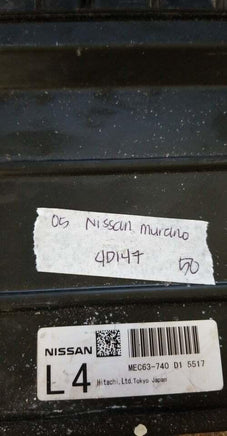 05 Nissan Murano
4D147
50
NISSAN
MEC63-740 D1 5517
L4 Hitachi,Ltd.Tokyo Japan